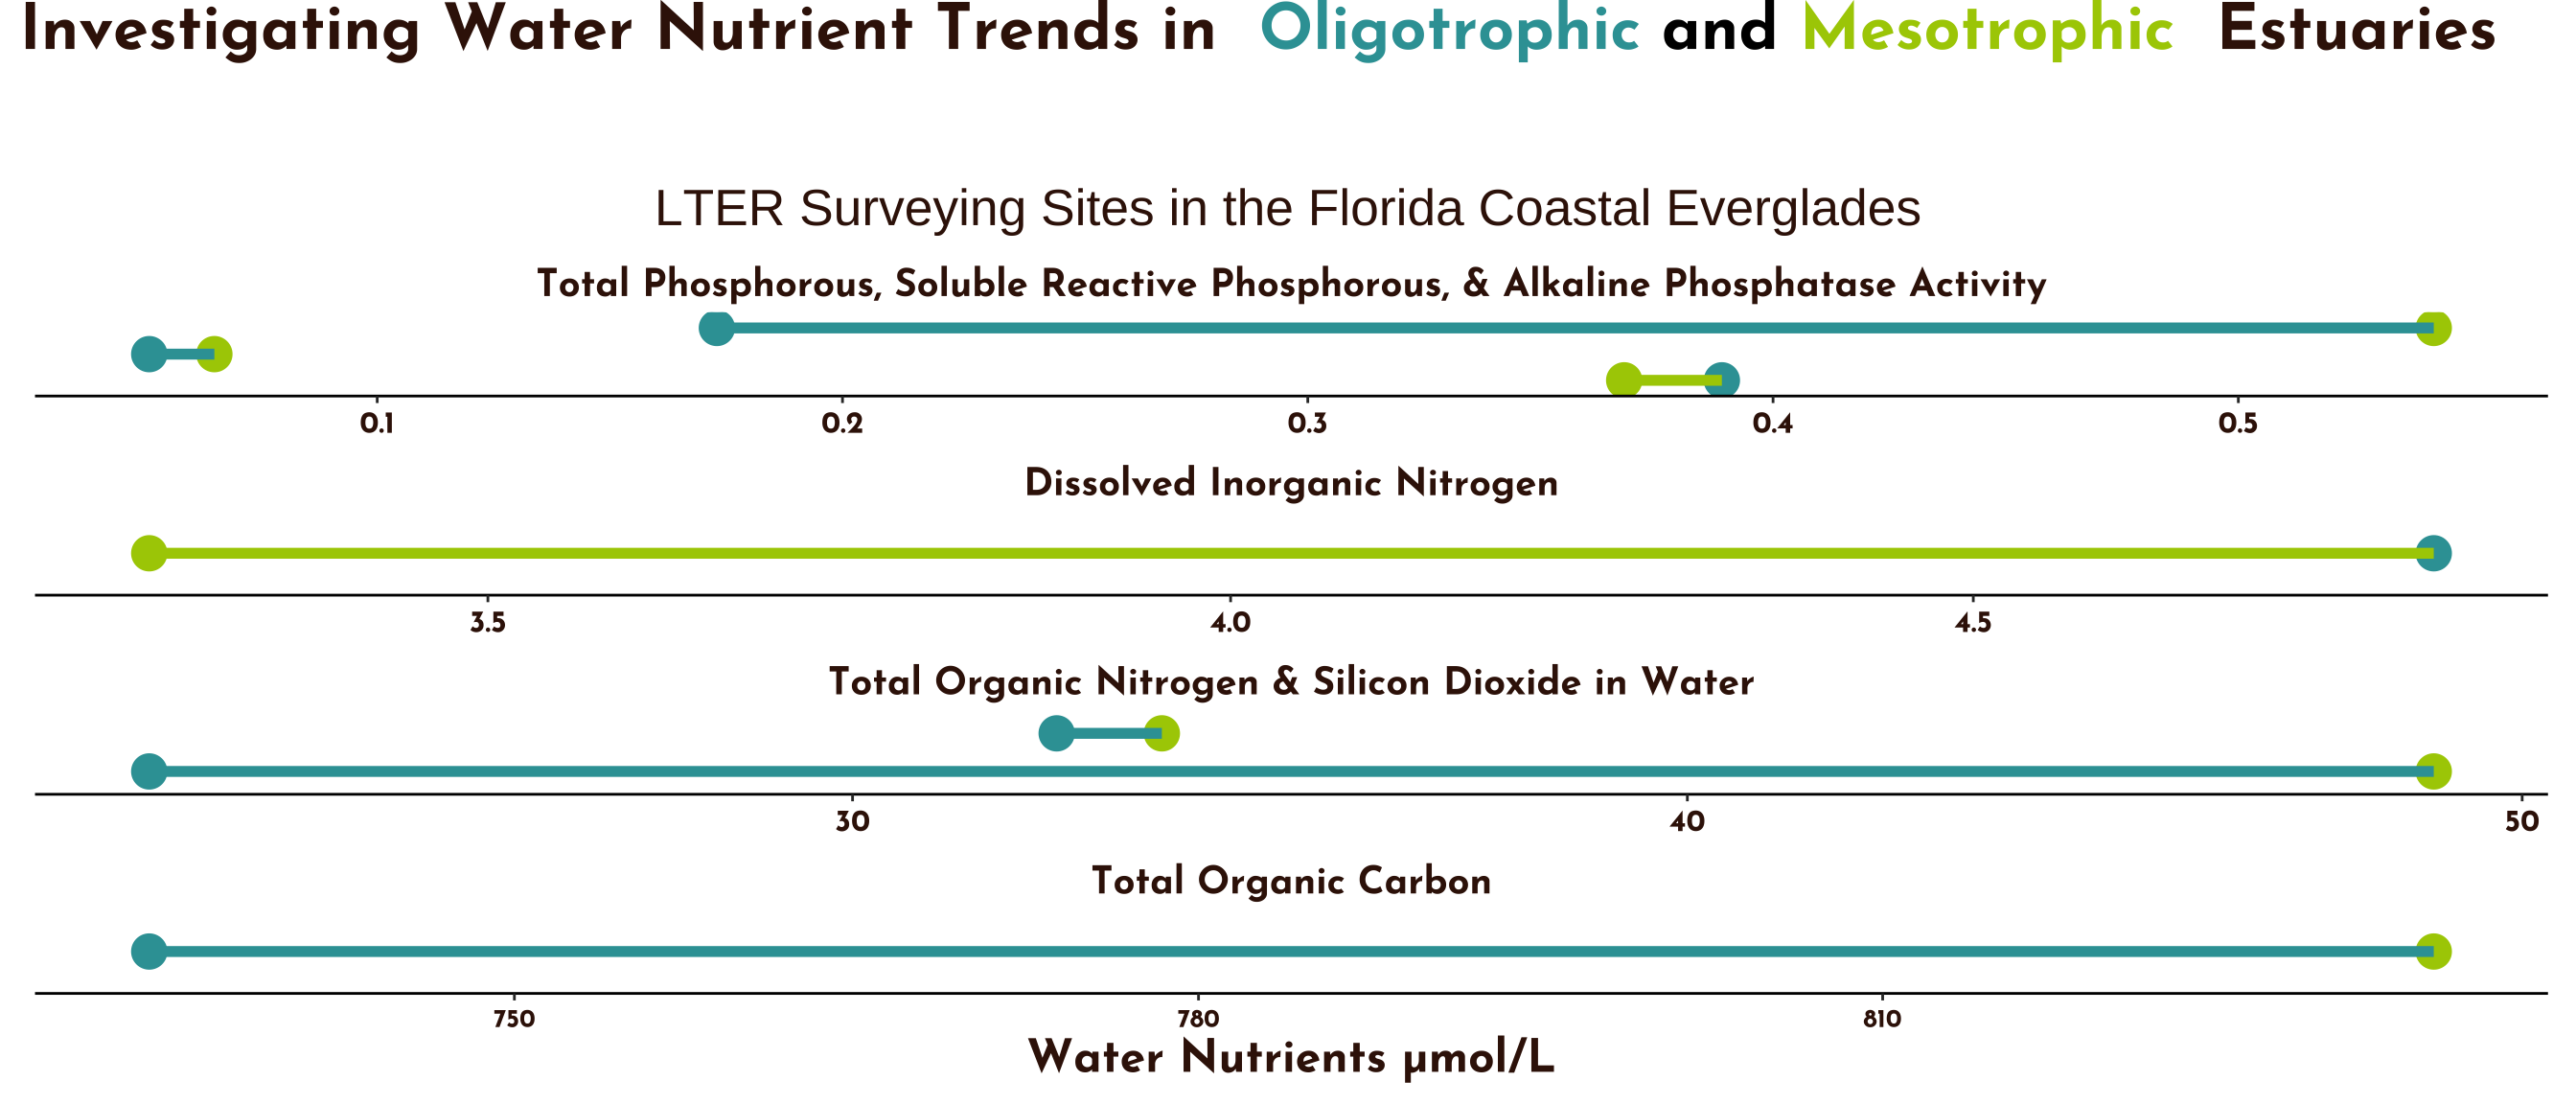 Investigating Water Nutrient Trends in Oligotrophic and Mesotrophic Estuaries
LTER Surveying Sites in the Florida Coastal Everglades
Total Phosphorous, Soluble Reactive Phosphorous, & Alkaline Phosphatase Activity
0.1 0.2 0.3 0.4 0.5
Dissolved Inorganic Nitrogen
3.5 4.0 4.5
Total Organic Nitrogen & Silicon Dioxide in Water
30 40 50
Total Organic Carbon
750 780 810
Water Nutrients µmol/L